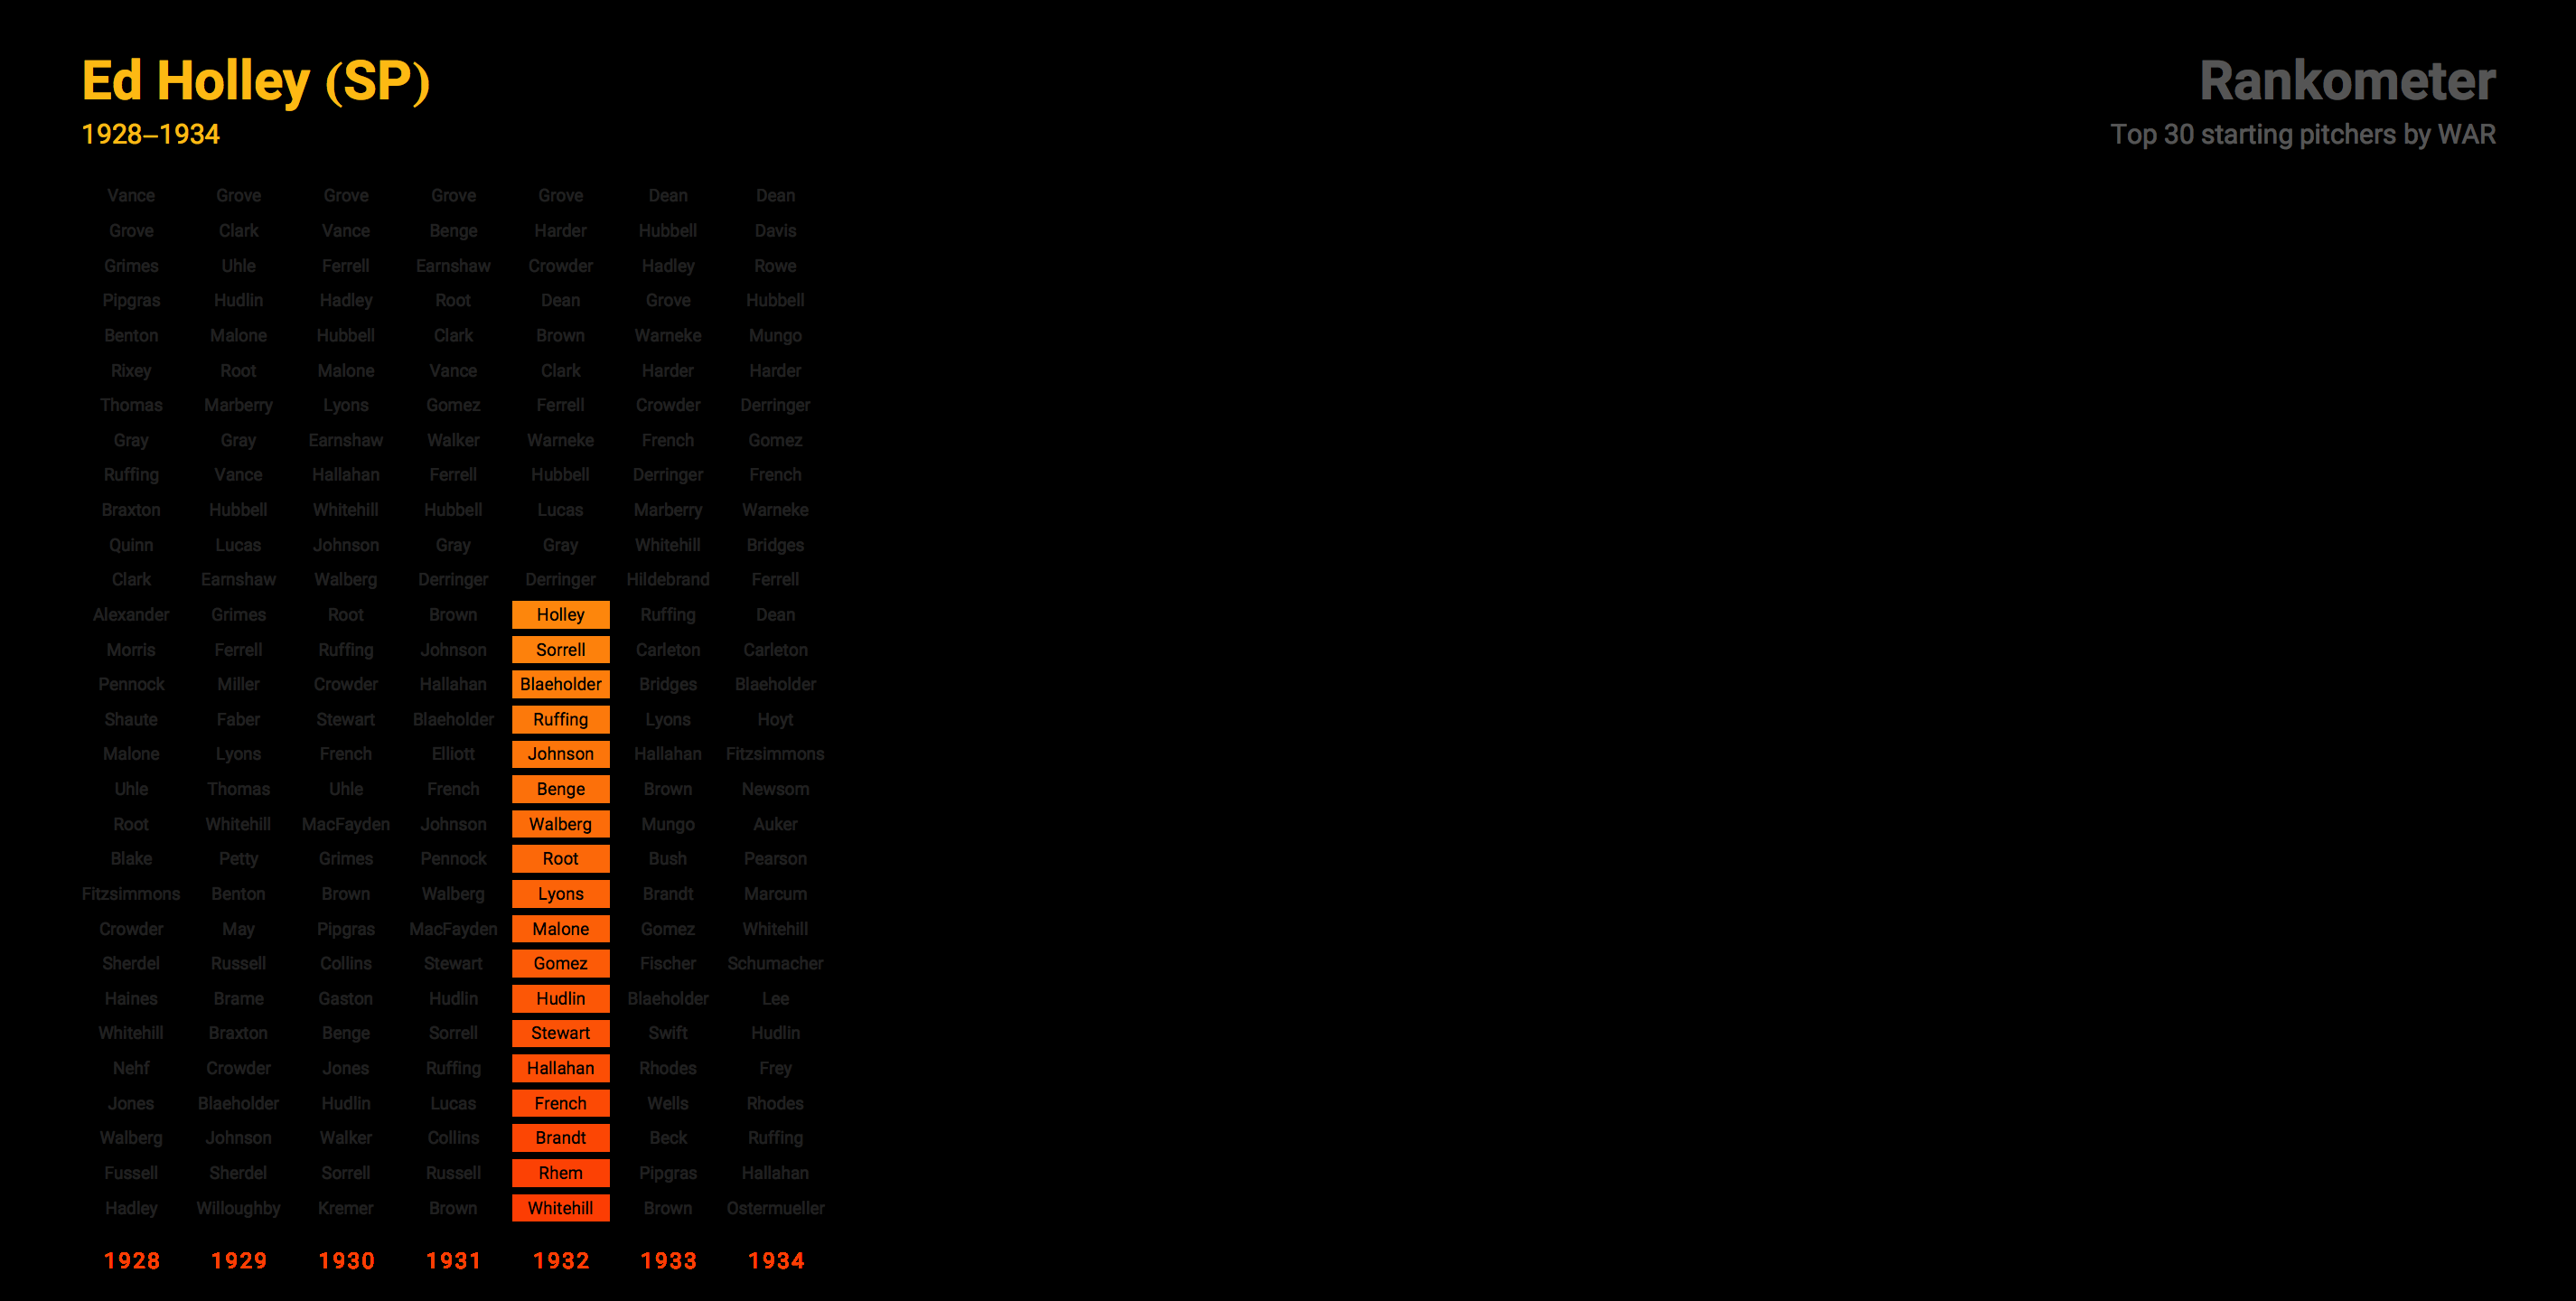 Ed Holley (SP)
1928–1934
Rankometer
Top 30 starting pitchers by WAR
Vance Grove Grove Grove Grove Dean Dean
Grove Clark Vance Benge Harder Hubbell Davis
Grimes Uhle Ferrell Earnshaw Crowder Hadley Rowe
Pipgras Hudlin Hadley Root Dean Grove Hubbell
Benton Malone Hubbell Clark Brown Warneke Mungo
Rixey Root Malone Vance Clark Harder Harder
Thomas Marberry Lyons Gomez Ferrell Crowder Derringer
Gray Gray Earnshaw Walker Warneke French Gomez
Ruffing Vance Hallahan Ferrell Hubbell Derringer French
Braxton Hubbell Whitehill Hubbell Lucas Marberry Warneke
Quinn Lucas Johnson Gray Gray Whitehill Bridges
Clark Earnshaw Walberg Derringer Derringer Hildebrand Ferrell
Alexander Grimes Root Brown Holley Ruffing Dean
Morris Ferrell Ruffing Johnson Sorrell Carleton Carleton
Pennock Miller Crowder Hallahan Blaeholder Bridges Blaeholder
Shaute Faber Stewart Blaeholder Ruffing Lyons Hoyt
Malone Lyons French Elliott Johnson Hallahan Fitzsimmons
Uhle Thomas Uhle French Benge Brown Newsom
Root Whitehill MacFayden Johnson Walberg Mungo Auker
Blake Petty Grimes Pennock Root Bush Pearson
Fitzsimmons Benton Brown Walberg Lyons Brandt Marcum
Crowder May Pipgras MacFayden Malone Gomez Whitehill
Sherdel Russell Collins Stewart Gomez Fischer Schumacher
Haines Brame Gaston Hudlin Hudlin Blaeholder Lee
Whitehill Braxton Benge Sorrell Stewart Swift Hudlin
Nehf Crowder Jones Ruffing Hallahan Rhodes Frey
Jones Blaeholder Hudlin Lucas French Wells Rhodes
Walberg Johnson Walker Collins Brandt Beck Ruffing
Fussell Sherdel Sorrell Russell Rhem Pipgras Hallahan
Hadley Willoughby Kremer Brown Whitehill Brown Ostermueller
1928 1929 1930 1931 1932 1933 1934